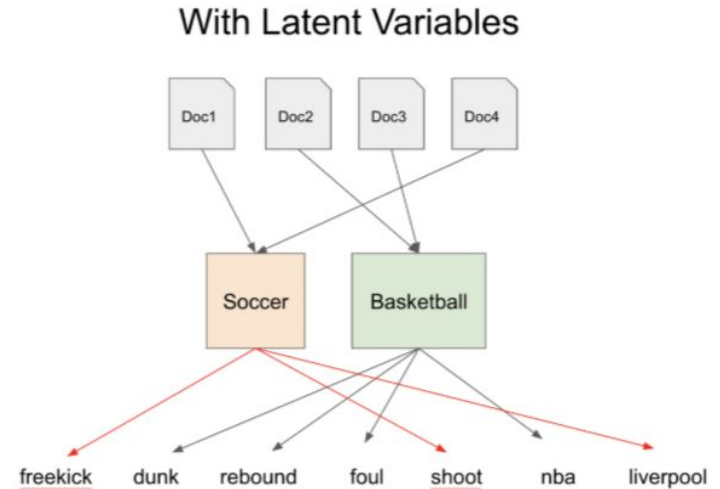 With Latent Variables
Doc1 Doc2 Doc3 Doc4
Soccer Basketball
freekick dunk rebound foul shoot nba liverpool